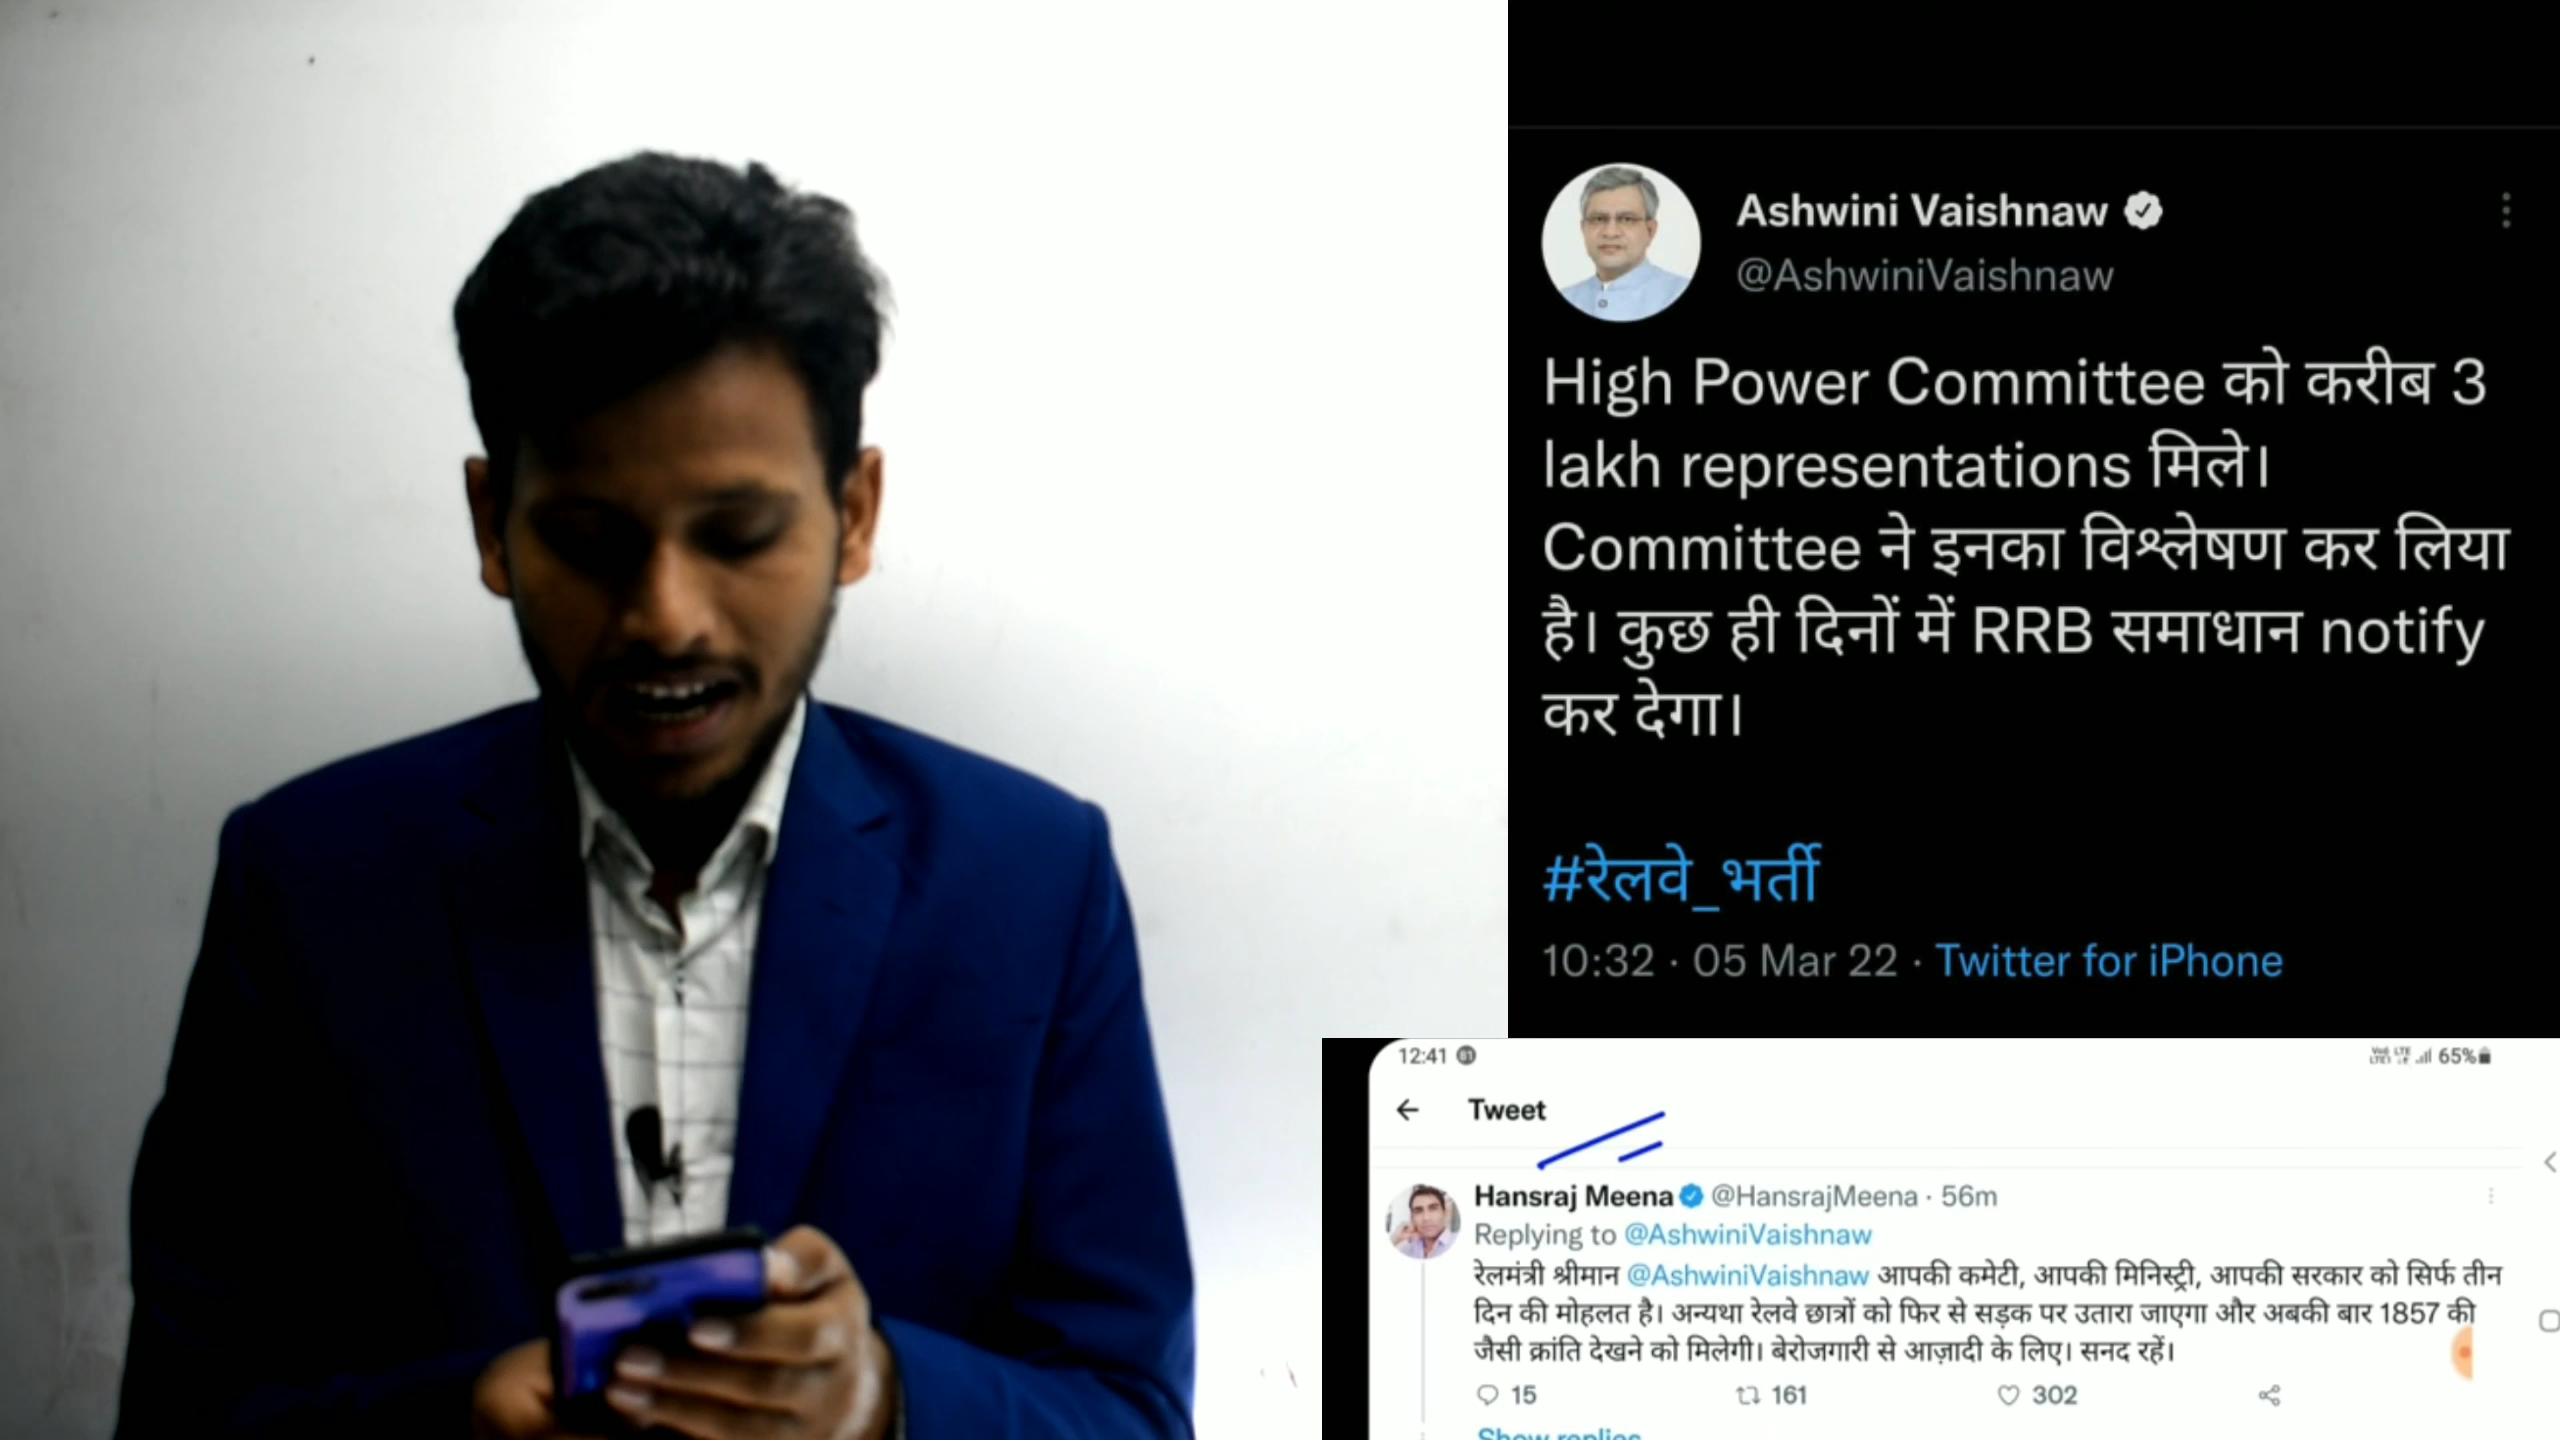 Ashwini Vaishnaw
@AshwiniVaishnaw
High Power Committee को करीब 3
lakh representations मिले।
Committee ने इनका विश्लेषण कर लिया
है। कुछ ही दिनों में RRB समाधान notify
कर देगा।
#रेलवे_भर्ती
10:32 · 05 Mar 22 · Twitter for iPhone
12:41
65%
Tweet
Hansraj Meena @HansrajMeena · 56m
Replying to @AshwiniVaishnaw
रेलमंत्री श्रीमान @AshwiniVaishnaw आपकी कमेटी, आपकी मिनिस्ट्री, आपकी सरकार को सिर्फ तीन
दिन की मोहलत है। अन्यथा रेलवे छात्रों को फिर से सड़क पर उतारा जाएगा और अबकी बार 1857 की
जैसी क्रांति देखने को मिलेगी। बेरोजगारी से आज़ादी के लिए। सनद रहें।
15 161 302
Show replies